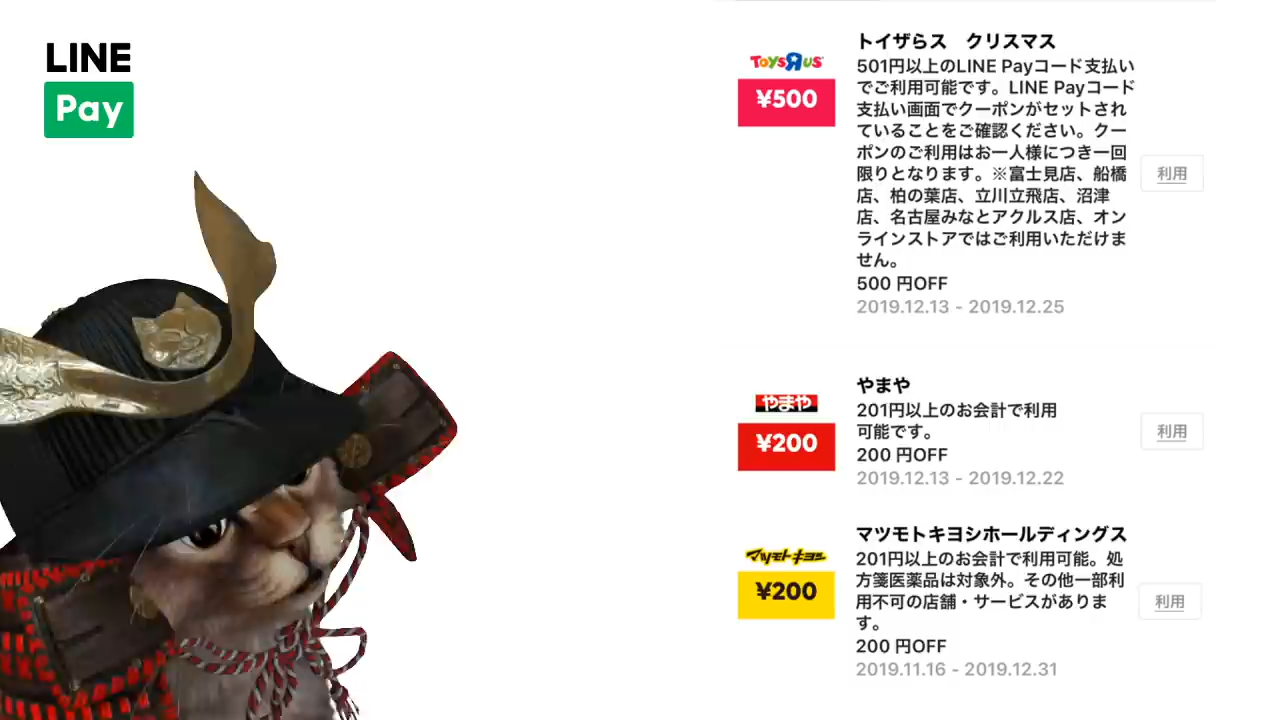 LINE
Pay
TOYSЯUS
¥500
トイザらス　クリスマス
501円以上のLINE Payコード支払い
でご利用可能です。LINE Payコード
支払い画面でクーポンがセットされ
ていることをご確認ください。クー
ポンのご利用はお一人様につき一回
限りとなります。※富士見店、船橋
店、柏の葉店、立川立飛店、沼津
店、名古屋みなとアクルス店、オン
ラインストアではご利用いただけま
せん。
500 円OFF
2019.12.13 - 2019.12.25
利用
やまや
¥200
やまや
201円以上のお会計で利用
可能です。
200 円OFF
2019.12.13 - 2019.12.22
利用
マツモトキヨシ
¥200
マツモトキヨシホールディングス
201円以上のお会計で利用可能。処
方箋医薬品は対象外。その他一部利
用不可の店舗・サービスがありま
す。
200 円OFF
2019.11.16 - 2019.12.31
利用